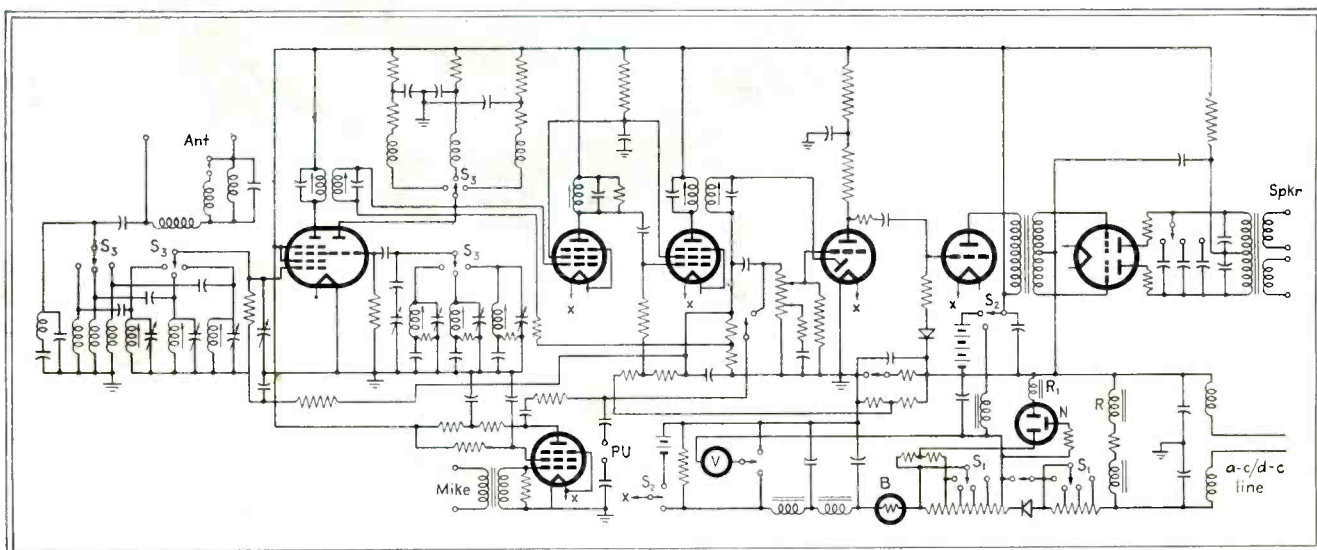 Ant
S3
S3
S3
S3
Mike
PU
X
X
X
X
X
X
S2
V
B
S1
S1
S2
R1
N
R
Spkr
a-c/d-c
line